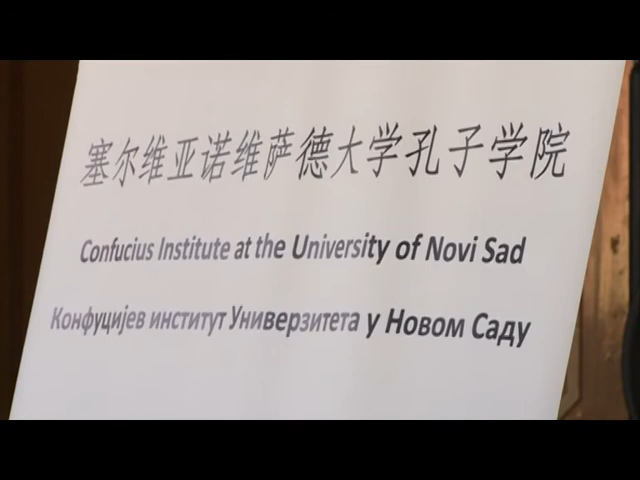 塞尔维亚诺维萨德大学孔子学院
Confucius Institute at the University of Novi Sad
Конфуцијев институт Универзитета у Новом Саду